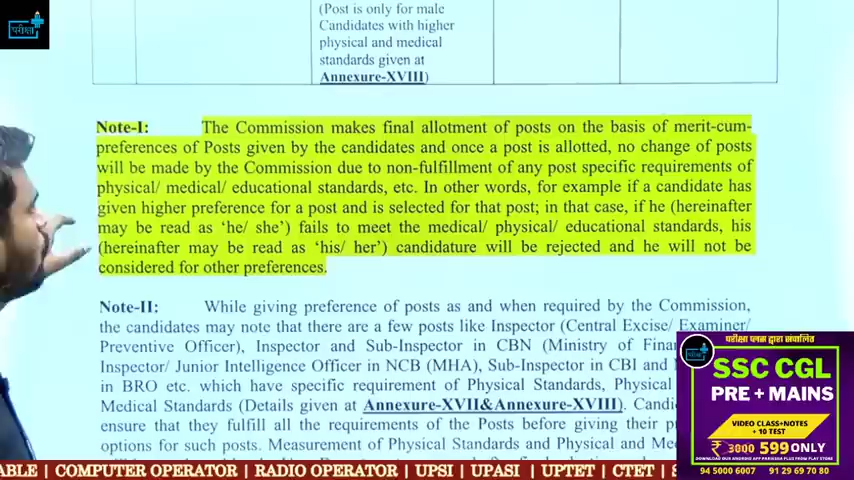 परीक्षा
(Post is only for male
Candidates with higher
physical and medical
standards given at
Annexure-XVIII)
Note-I: The Commission makes final allotment of posts on the basis of merit-cum-
preferences of Posts given by the candidates and once a post is allotted, no change of posts
will be made by the Commission due to non-fulfillment of any post specific requirements of
physical/ medical/ educational standards, etc. In other words, for example if a candidate has
given higher preference for a post and is selected for that post; in that case, if he (hereinafter
may be read as 'he/ she') fails to meet the medical/ physical/ educational standards, his
(hereinafter may be read as 'his/ her') candidature will be rejected and he will not be
considered for other preferences.
Note-II: While giving preference of posts as and when required by the Commission,
the candidates may note that there are a few posts like Inspector (Central Excise/ Examiner/
Preventive Officer), Inspector and Sub-Inspector in CBN (Ministry of
Inspector/ Junior Intelligence Officer in NCB (MHA), Sub-Inspector in CBI and
in BRO etc. which have specific requirement of Physical Standards, Physical
Medical Standards (Details given at Annexure-XVII&Annexure-XVIII).
ensure that they fulfill all the requirements of the Posts before giving their
options for such posts. Measurement of Physical Standards and Physical and
परीक्षा प्लस द्वारा संचालित
परीक्षा
SSC CGL
PRE + MAINS
VIDEO CLASS+NOTES
+ 10 TEST
₹ 3000 599 ONLY
DOWNLOAD OUR ANDROID APP PARIKSHA PLUS FROM PLAY STORE
94 5000 6007 91 29 69 70 80
ABLE | COMPUTER OPERATOR | RADIO OPERATOR | UPSI | UPASI | UPTET | CTET |